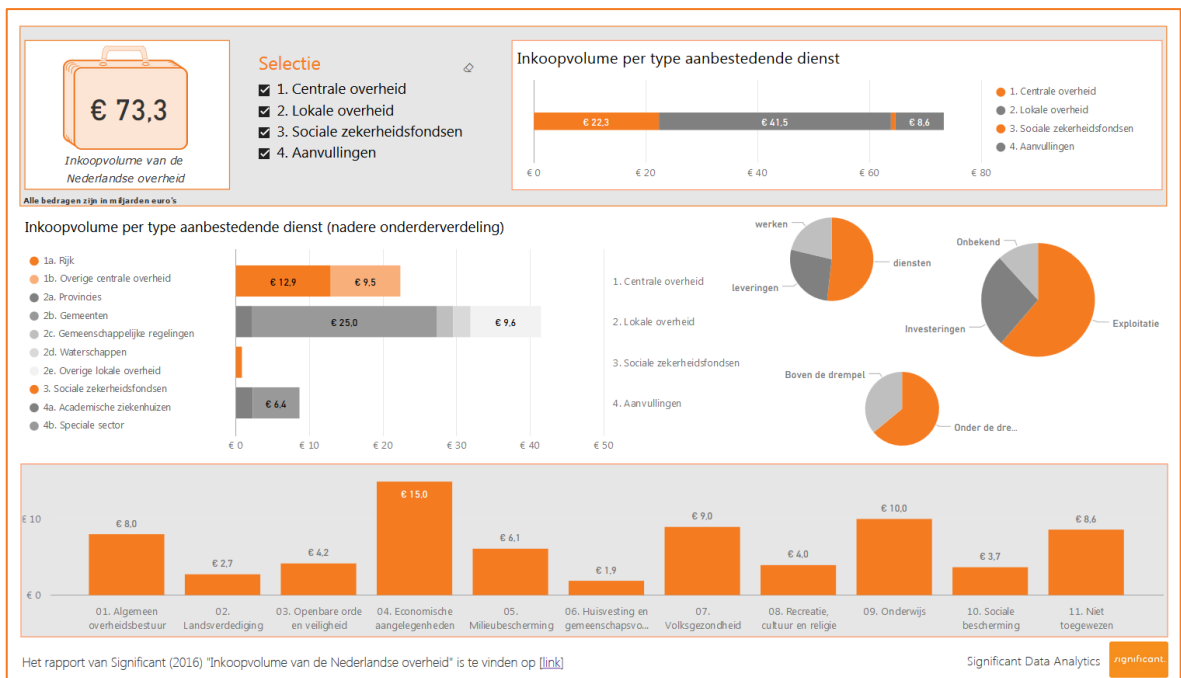 € 73,3
Inkoopvolume van de
Nederlandse overheid
Alle bedragen zijn in miljarden euro's
Selectie
1. Centrale overheid
2. Lokale overheid
3. Sociale zekerheidsfondsen
4. Aanvullingen
Inkoopvolume per type aanbestedende dienst
€ 22,3 € 41,5 € 8,6
€ 0 € 20 € 40 € 60 € 80
1. Centrale overheid
2. Lokale overheid
3. Sociale zekerheidsfondsen
4. Aanvullingen
Inkoopvolume per type aanbestedende dienst (nadere onderderverdeling)
1a. Rijk
1b. Overige centrale overheid
2a. Provincies
2b. Gemeenten
2c. Gemeenschappelijke regelingen
2d. Waterschappen
2e. Overige lokale overheid
3. Sociale zekerheidsfondsen
4a. Academische ziekenhuizen
4b. Speciale sector
€ 12,9 € 9,5
€ 25,0 € 9,6
€ 6,4
€ 0 € 10 € 20 € 30 € 40 € 50
1. Centrale overheid
2. Lokale overheid
3. Sociale zekerheidsfondsen
4. Aanvullingen
werken
diensten
leveringen
Onbekend
Investeringen
Exploitatie
Boven de drempel
Onder de dre...
€ 10
€ 0
€ 8,0 € 2,7 € 4,2 € 15,0 € 6,1 € 1,9 € 9,0 € 4,0 € 10,0 € 3,7 € 8,6
01. Algemeen
overheidsbestuur
02.
Landsverdediging
03. Openbare orde
en veiligheid
04. Economische
aangelegenheden
05.
Milieubescherming
06. Huisvesting en
gemeenschapsvo...
07.
Volksgezondheid
08. Recreatie,
cultuur en religie
09. Onderwijs
10. Sociale
bescherming
11. Niet
toegewezen
Het rapport van Significant (2016) "Inkoopvolume van de Nederlandse overheid" is te vinden op [link]
Significant Data Analytics
significant.